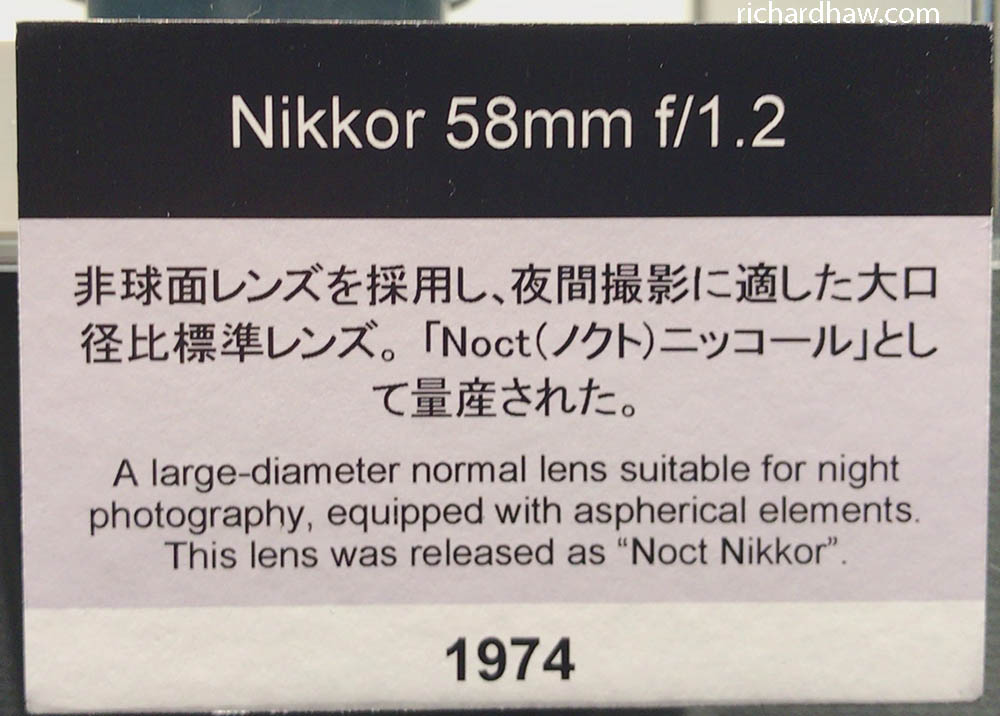 richardhaw.com
Nikkor 58mm f/1.2
非球面レンズを採用し、夜間撮影に適した大口
径比標準レンズ。「Noct(ノクト)ニッコール」とし
て量産された。
A large-diameter normal lens suitable for night
photography, equipped with aspherical elements.
This lens was released as “Noct Nikkor”.
1974